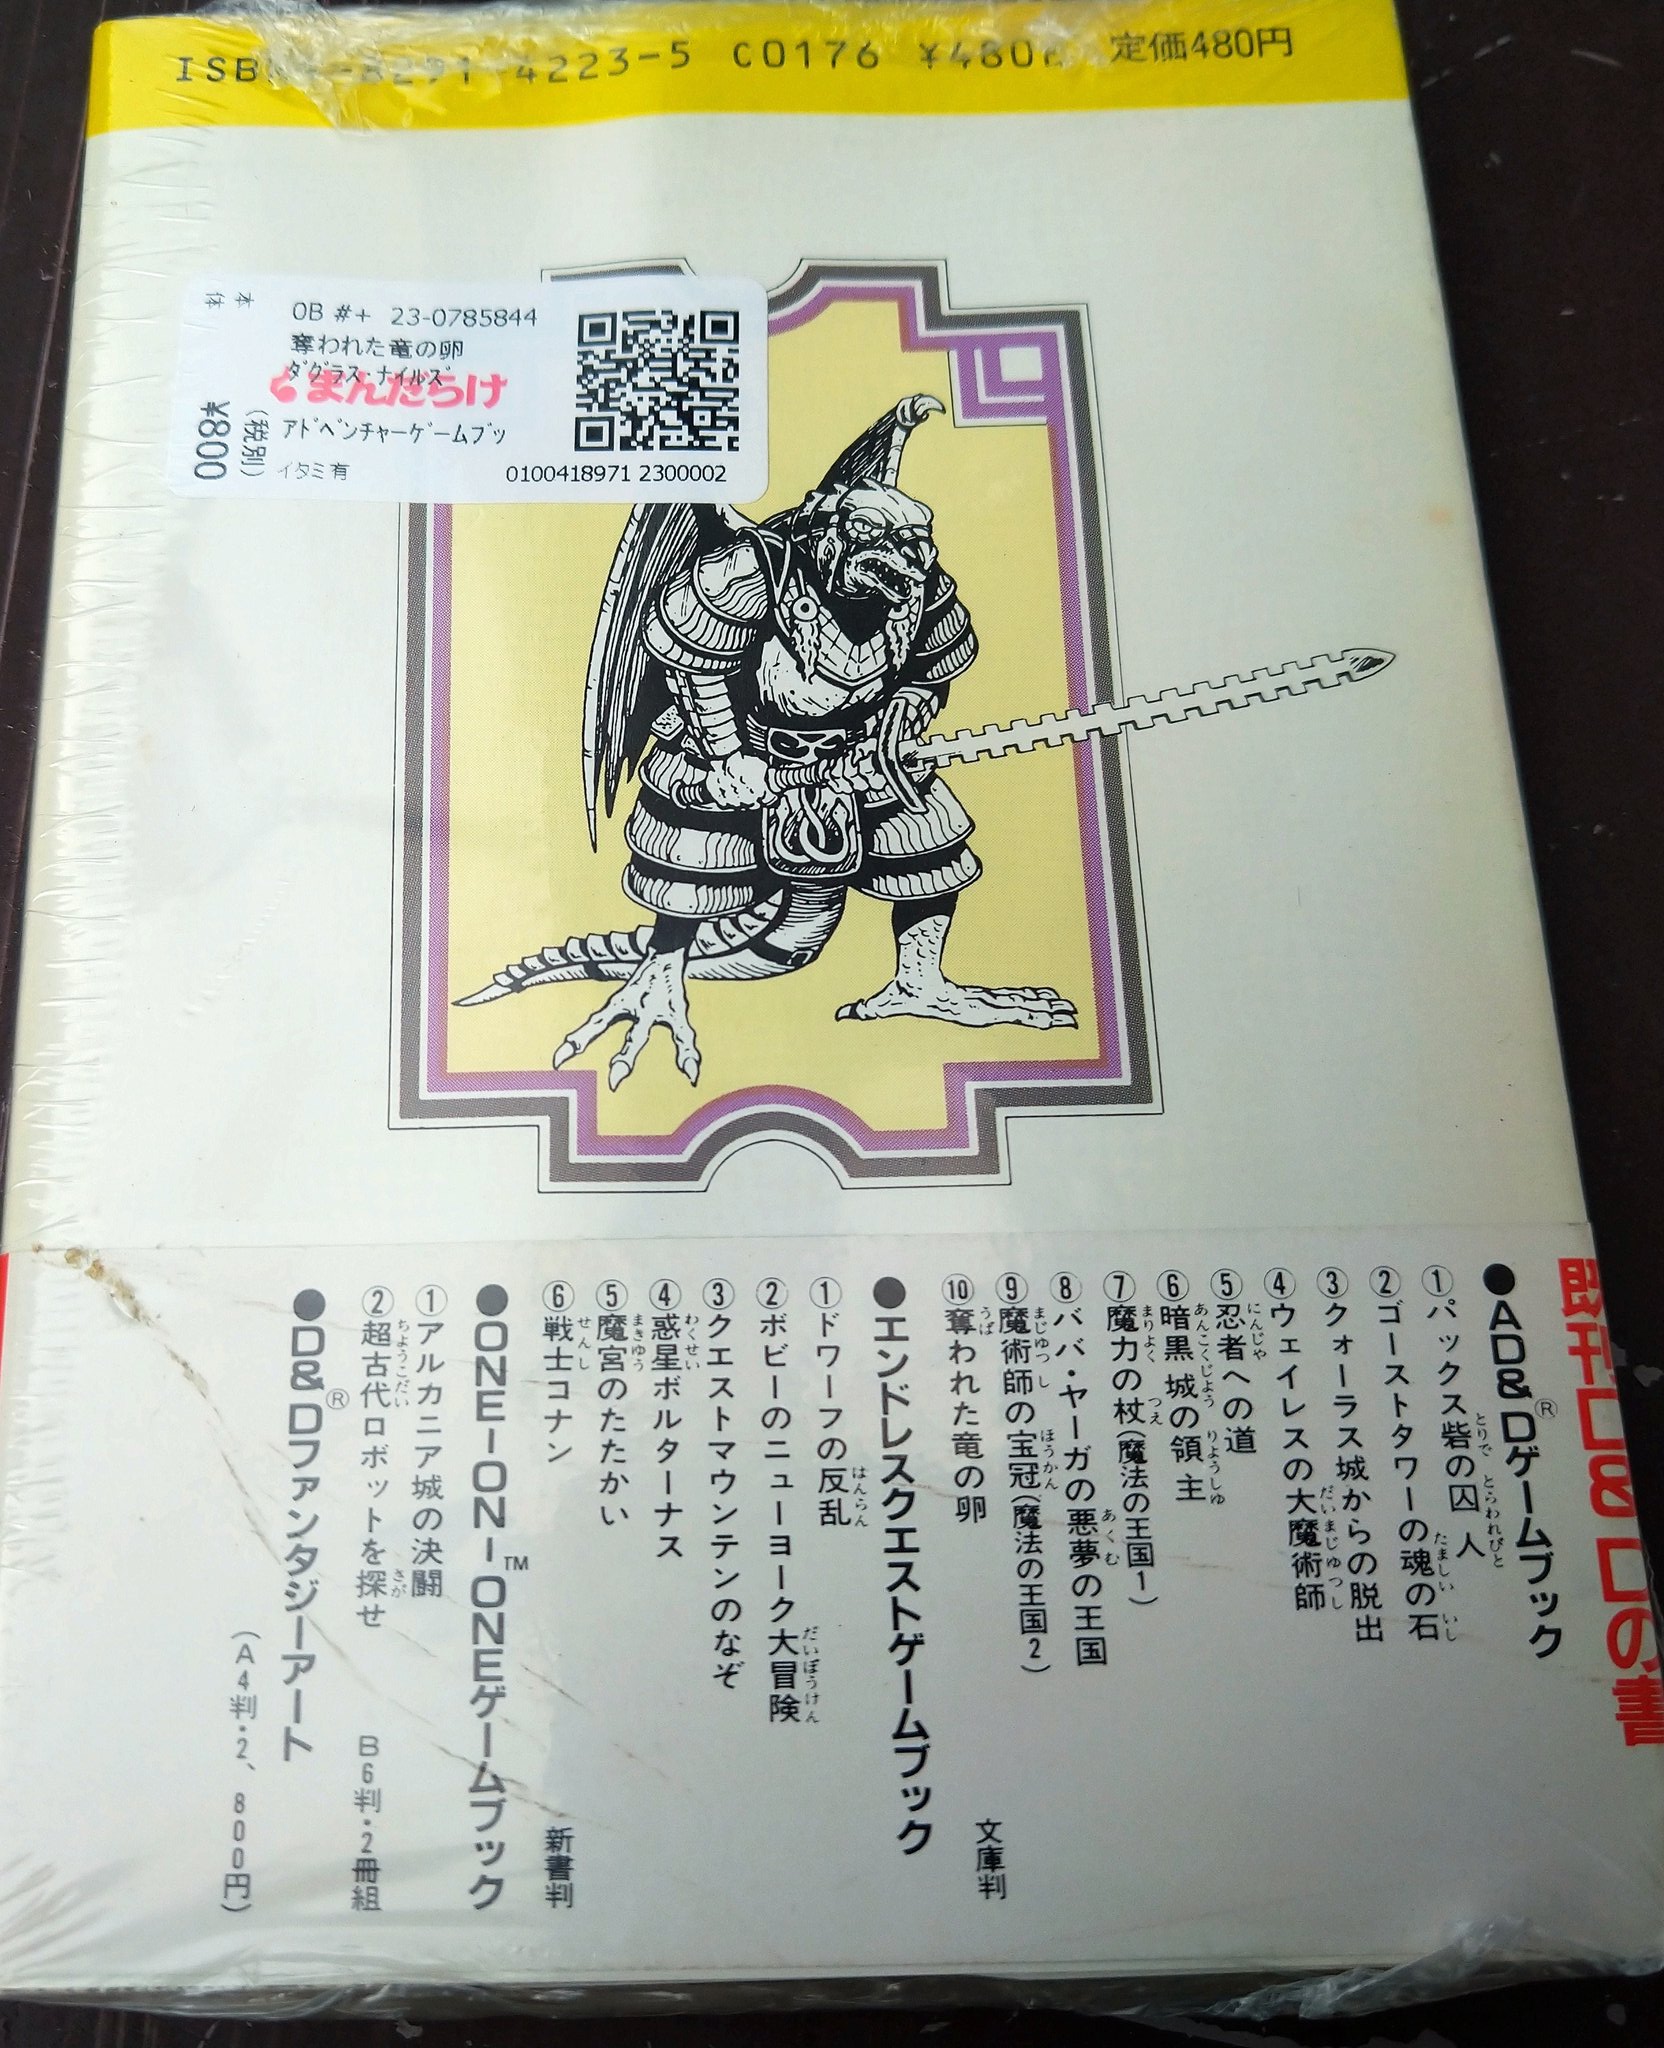 4223-5 C0176 ¥480E 定価480円
本体
¥800
(税別)
OB #+ 23-0785844
奪われた竜の卵
ダグラス・ナイルズ
まんだらけ
アドベンチャーゲームブッ
イタミ有
0100418971 2300002
既刊D&Dの書
●AD&D®ゲームブック
①パックス砦の囚人
②ゴーストタワーの魂の石
③クォーラス城からの脱出
④ウェイレスの大魔術師
⑤忍者への道
⑥暗黒城の領主
⑦魔力の杖(魔法の王国1)
⑧ババ・ヤーガの悪夢の王国
⑨魔術師の宝冠(魔法の王国2)
⑩奪われた竜の卵
文庫判
●エンドレスクエストゲームブック
①ドワーフの反乱
②ボビーのニューヨーク大冒険
③クエストマウンテンのなぞ
④惑星ボルターナス
⑤魔宮のたたかい
⑥戦士コナン
新書判
●ONE-ON-ONE™ゲームブック
①アルカニア城の決闘
②超古代ロボットを探せ
B6判・2冊組
●D&D®ファンタジーアート
(A4判・2、800円)